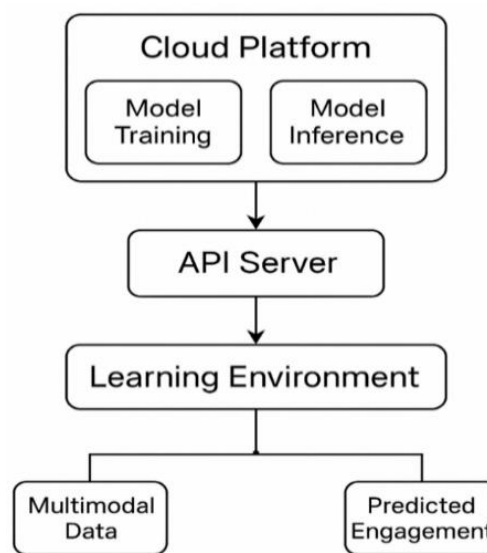 Cloud Platform
Model
Training
Model
Inference
API Server
Learning Environment
Multimodal
Data
Predicted
Engagement